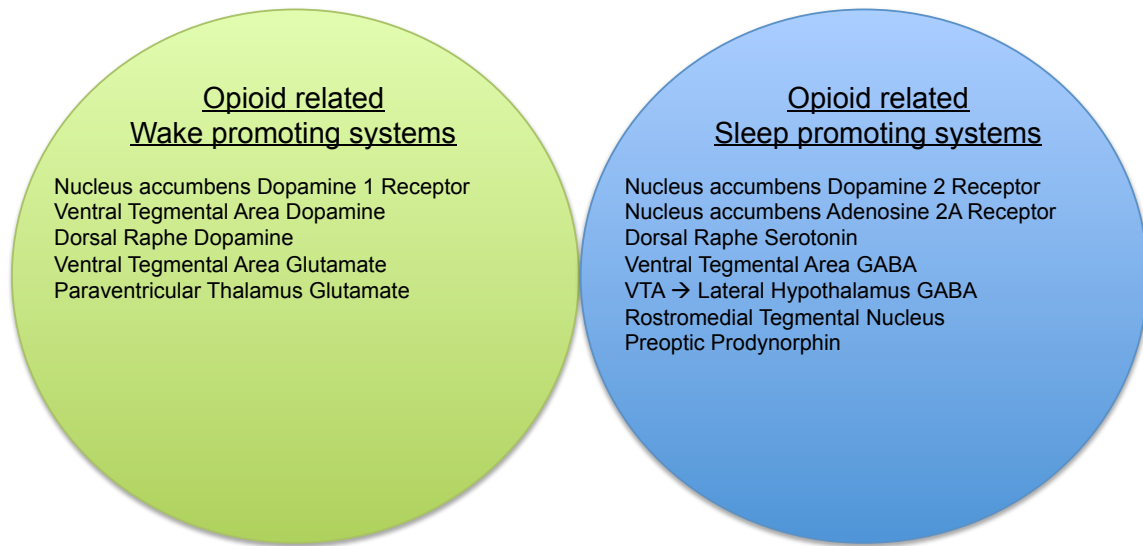 Opioid related
Wake promoting systems
Nucleus accumbens Dopamine 1 Receptor
Ventral Tegmental Area Dopamine
Dorsal Raphe Dopamine
Ventral Tegmental Area Glutamate
Paraventricular Thalamus Glutamate
Opioid related
Sleep promoting systems
Nucleus accumbens Dopamine 2 Receptor
Nucleus accumbens Adenosine 2A Receptor
Dorsal Raphe Serotonin
Ventral Tegmental Area GABA
VTA → Lateral Hypothalamus GABA
Rostromedial Tegmental Nucleus
Preoptic Prodynorphin